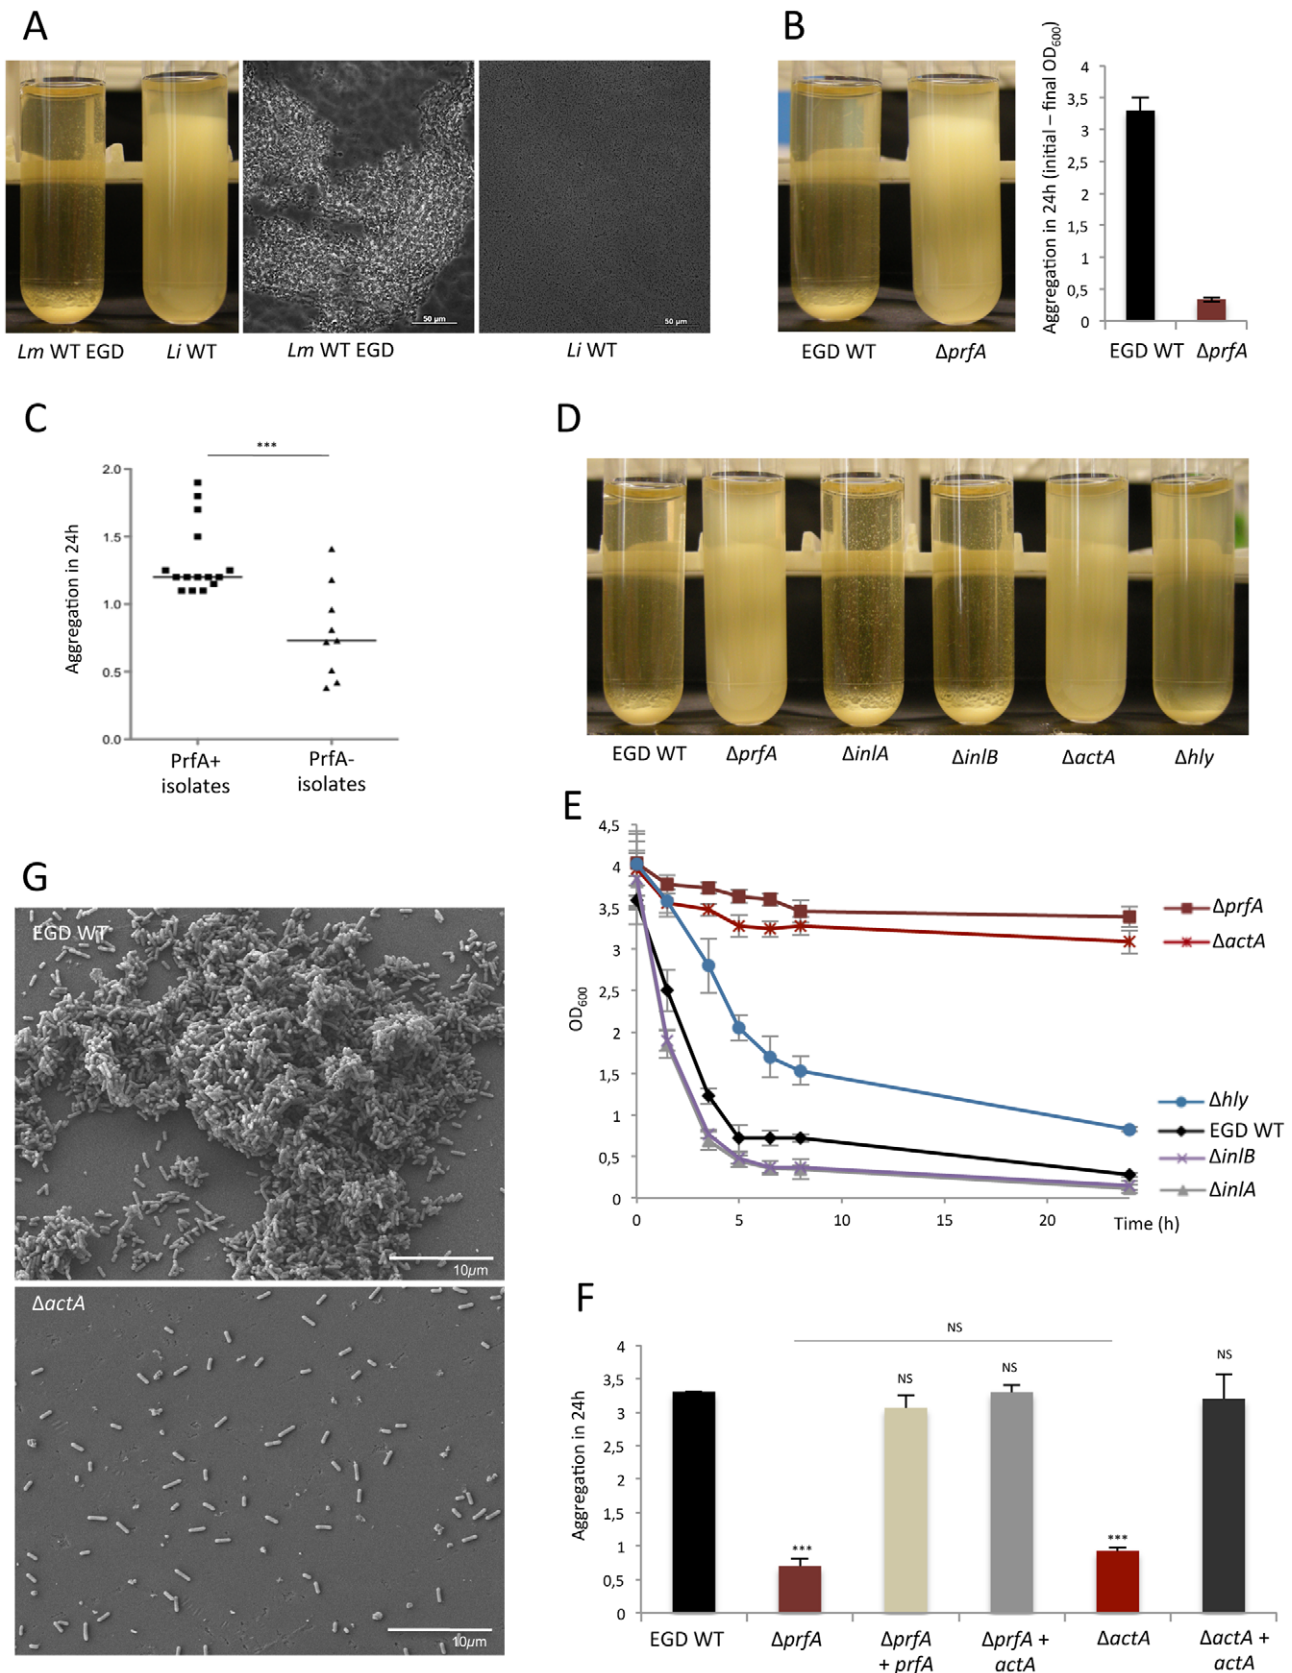 A
Lm WT EGD
Li WT
50 µm
Lm WT EGD
50 µm
Li WT
B
EGD WT
ΔprfA
Aggregation in 24h (initial – final OD600)
4
3,5
3
2,5
2
1,5
1
0,5
0
EGD WT
ΔprfA
C
***
Aggregation in 24h
2.0
1.5
1.0
0.5
0.0
PrfA+
isolates
PrfA-
isolates
D
EGD WT
ΔprfA
ΔinlA
ΔinlB
ΔactA
Δhly
E
OD600
4,5
4
3,5
3
2,5
2
1,5
1
0,5
0
0
5
10
15
20
Time (h)
ΔprfA
ΔactA
Δhly
EGD WT
ΔinlB
ΔinlA
G
EGD WT
10µm
ΔactA
10µm
F
Aggregation in 24h
4
3,5
3
2,5
2
1,5
1
0,5
0
NS
***
NS
NS
***
NS
EGD WT
ΔprfA
ΔprfA
+ prfA
ΔprfA +
actA
ΔactA
ΔactA +
actA